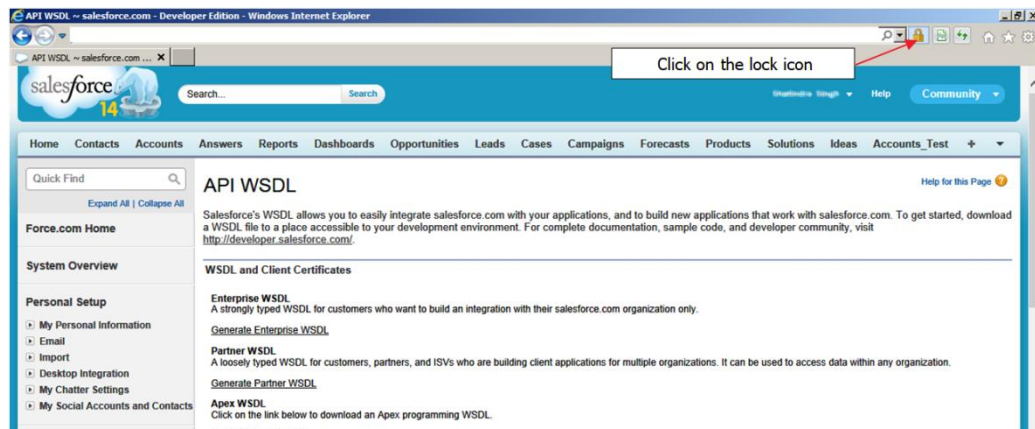 API WSDL ~ salesforce.com - Developer Edition - Windows Internet Explorer
API WSDL ~ salesforce.com ... X
Click on the lock icon
salesforce
14
Search...
Search
Help
Community
Home Contacts Accounts Answers Reports Dashboards Opportunities Leads Cases Campaigns Forecasts Products Solutions Ideas Accounts_Test +
Quick Find
Expand All | Collapse All
Force.com Home
System Overview
Personal Setup
My Personal Information
Email
Import
Desktop Integration
My Chatter Settings
My Social Accounts and Contacts
API WSDL
Help for this Page ?
Salesforce's WSDL allows you to easily integrate salesforce.com with your applications, and to build new applications that work with salesforce.com. To get started, download
a WSDL file to a place accessible to your development environment. For complete documentation, sample code, and developer community, visit
http://developer.salesforce.com/.
WSDL and Client Certificates
Enterprise WSDL
A strongly typed WSDL for customers who want to build an integration with their salesforce.com organization only.
Generate Enterprise WSDL
Partner WSDL
A loosely typed WSDL for customers, partners, and ISVs who are building client applications for multiple organizations. It can be used to access data within any organization.
Generate Partner WSDL
Apex WSDL
Click on the link below to download an Apex programming WSDL.